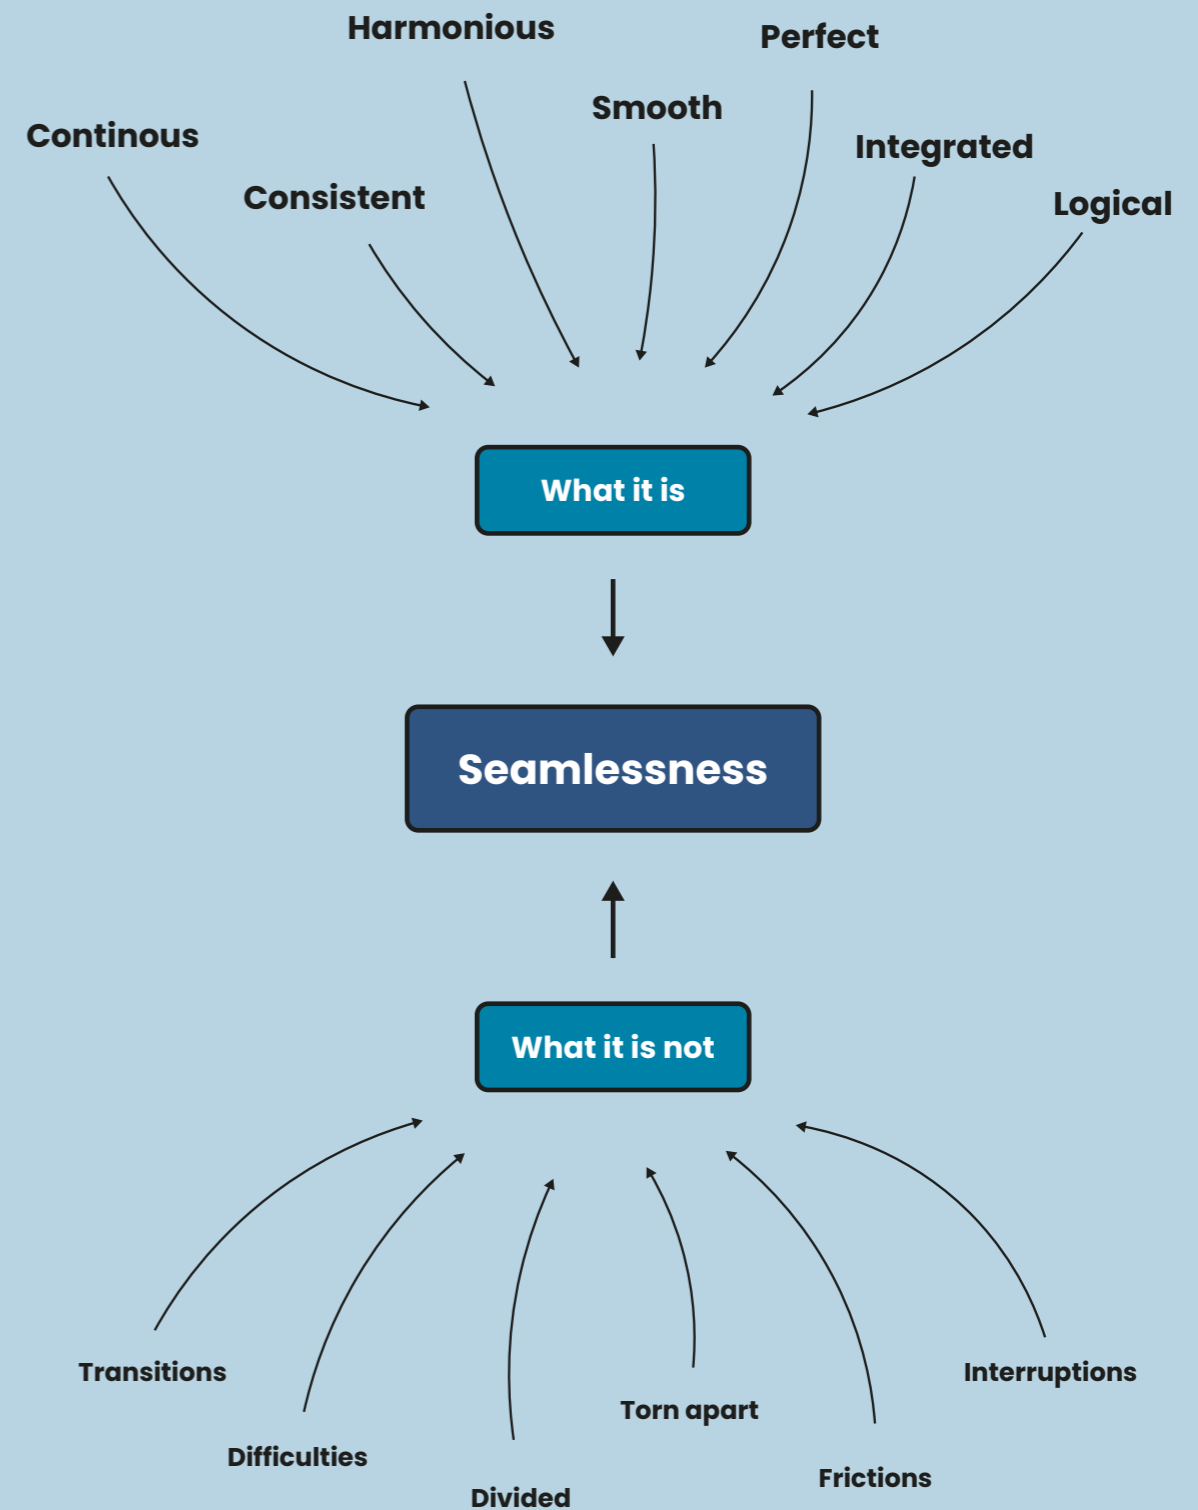 Harmonious
Perfect
Smooth
Continous
Integrated
Consistent
Logical
What it is
Seamlessness
What it is not
Transitions
Interruptions
Torn apart
Difficulties
Frictions
Divided